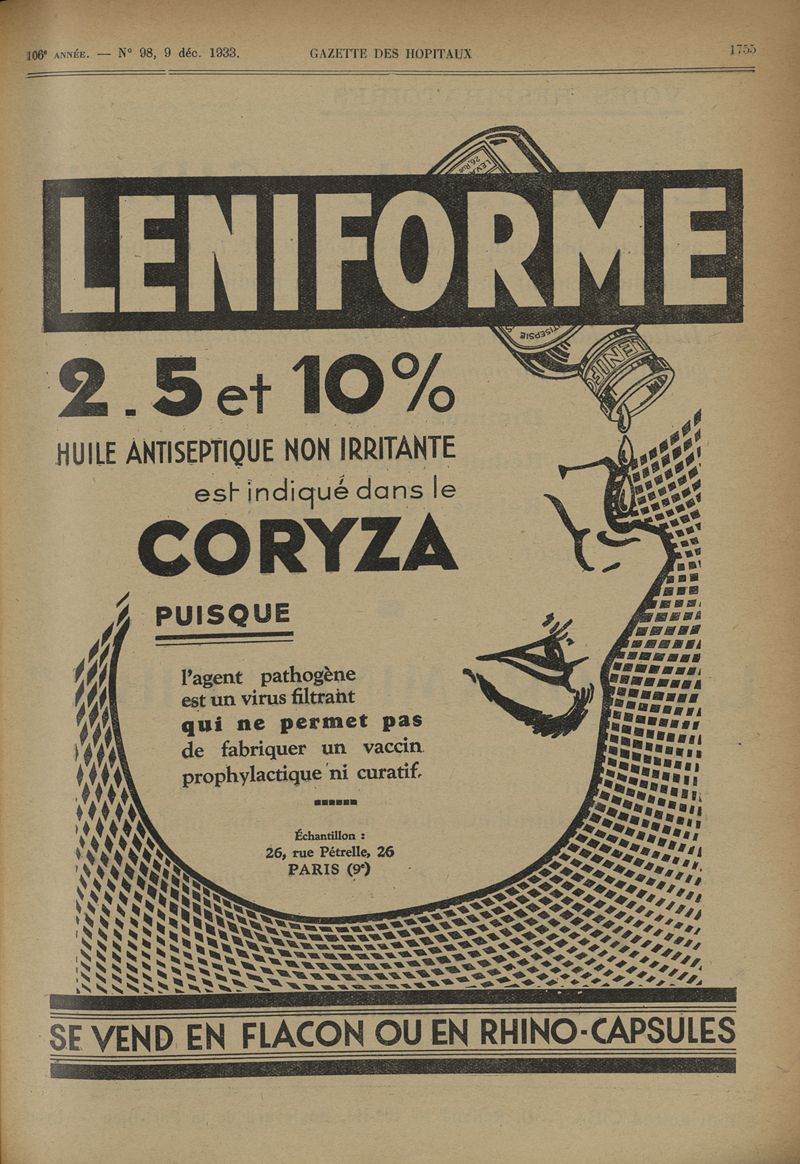 106e ANNÉE. — N° 98, 9 déc. 1933.
GAZETTE DES HOPITAUX
1755
LENIFORME
2.5 et 10%
HUILE ANTISEPTIQUE NON IRRITANTE
est indiqué dans le
CORYZA
PUISQUE
l'agent pathogène
est un virus filtrant
qui ne permet pas
de fabriquer un vaccin
prophylactique ni curatif.
Échantillon :
26, rue Pétrelle, 26
PARIS (9e)
SE VEND EN FLACON OU EN RHINO-CAPSULES